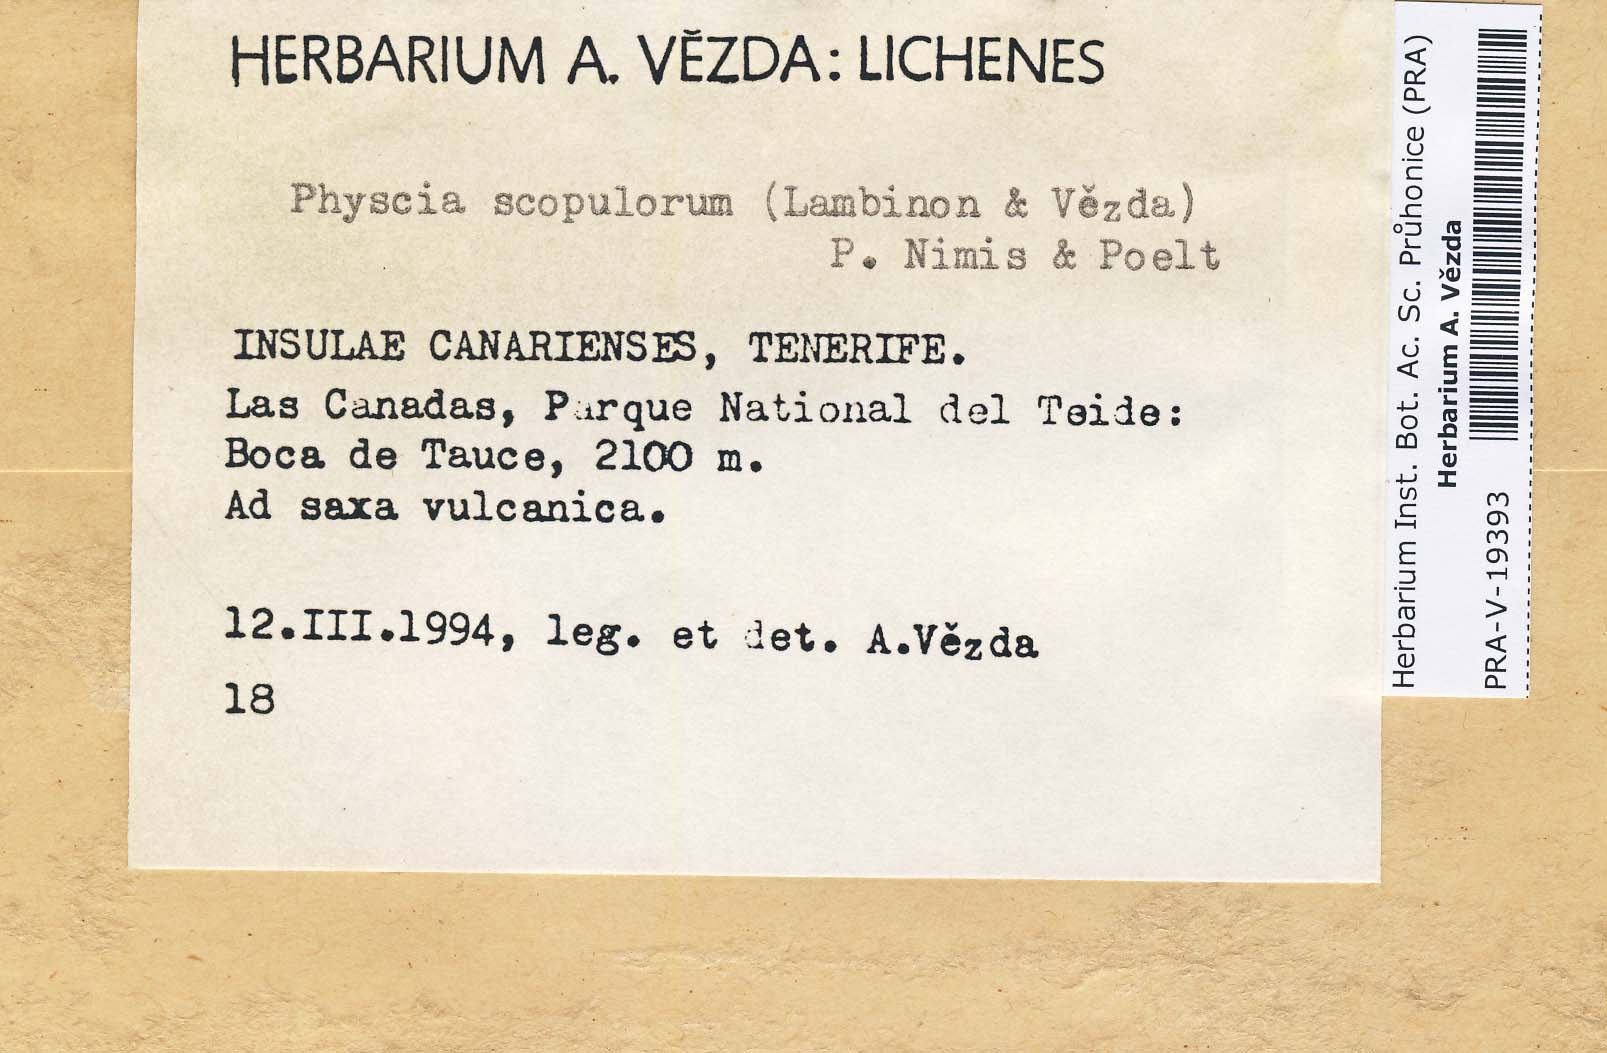 HERBARIUM A. VĚZDA: LICHENES
Physcia scopulorum (Lambinon & Vězda)
P. Nimis & Poelt
INSULAE CANARIENSES, TENERIFE.
Las Canadas, Parque National del Teide:
Boca de Tauce, 2100 m.
Ad saxa vulcanica.
12.III.1994, leg. et det. A.Vězda
18
Herbarium Inst. Bot. Ac. Sc. Průhonice (PRA)
Herbarium A. Vězda
PRA-V-19393